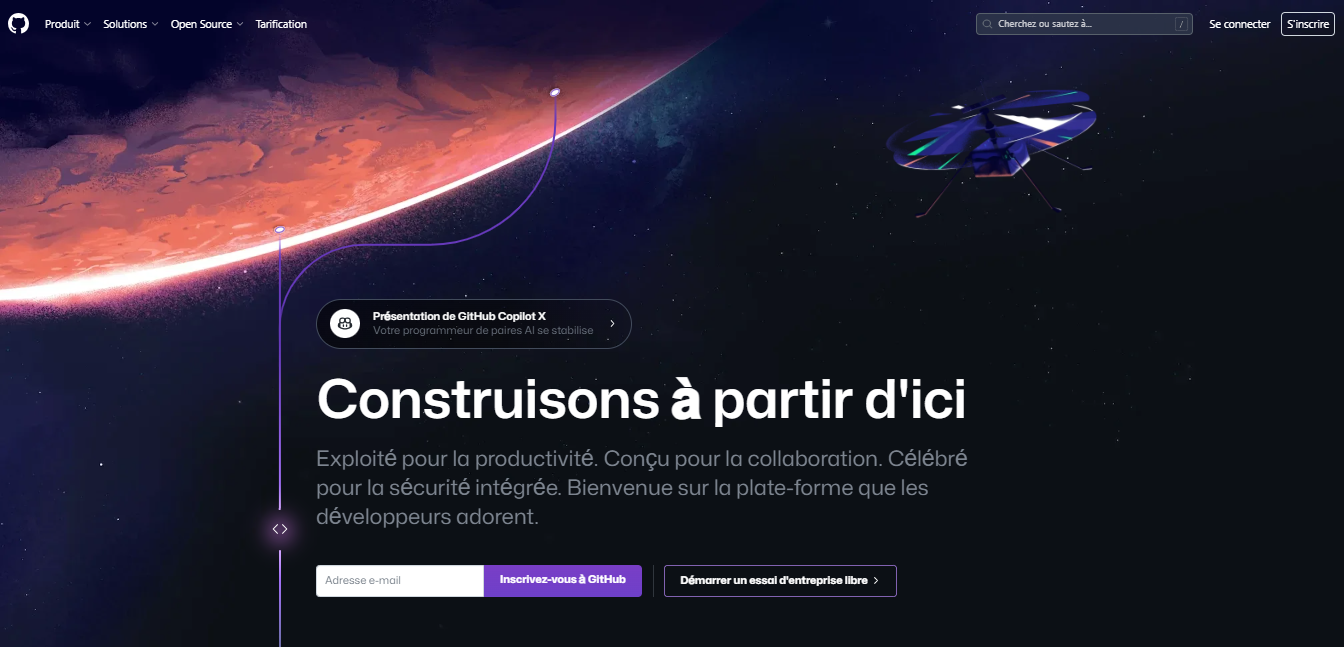 Produit
Solutions
Open Source
Tarification
Cherchez ou sautez à...
/
Se connecter
S'inscrire
Présentation de GitHub Copilot X
Votre programmeur de paires AI se stabilise
Construisons à partir d'ici
Exploité pour la productivité. Conçu pour la collaboration. Célébré
pour la sécurité intégrée. Bienvenue sur la plate-forme que les
développeurs adorent.
Adresse e-mail
Inscrivez-vous à GitHub
Démarrer un essai d'entreprise libre